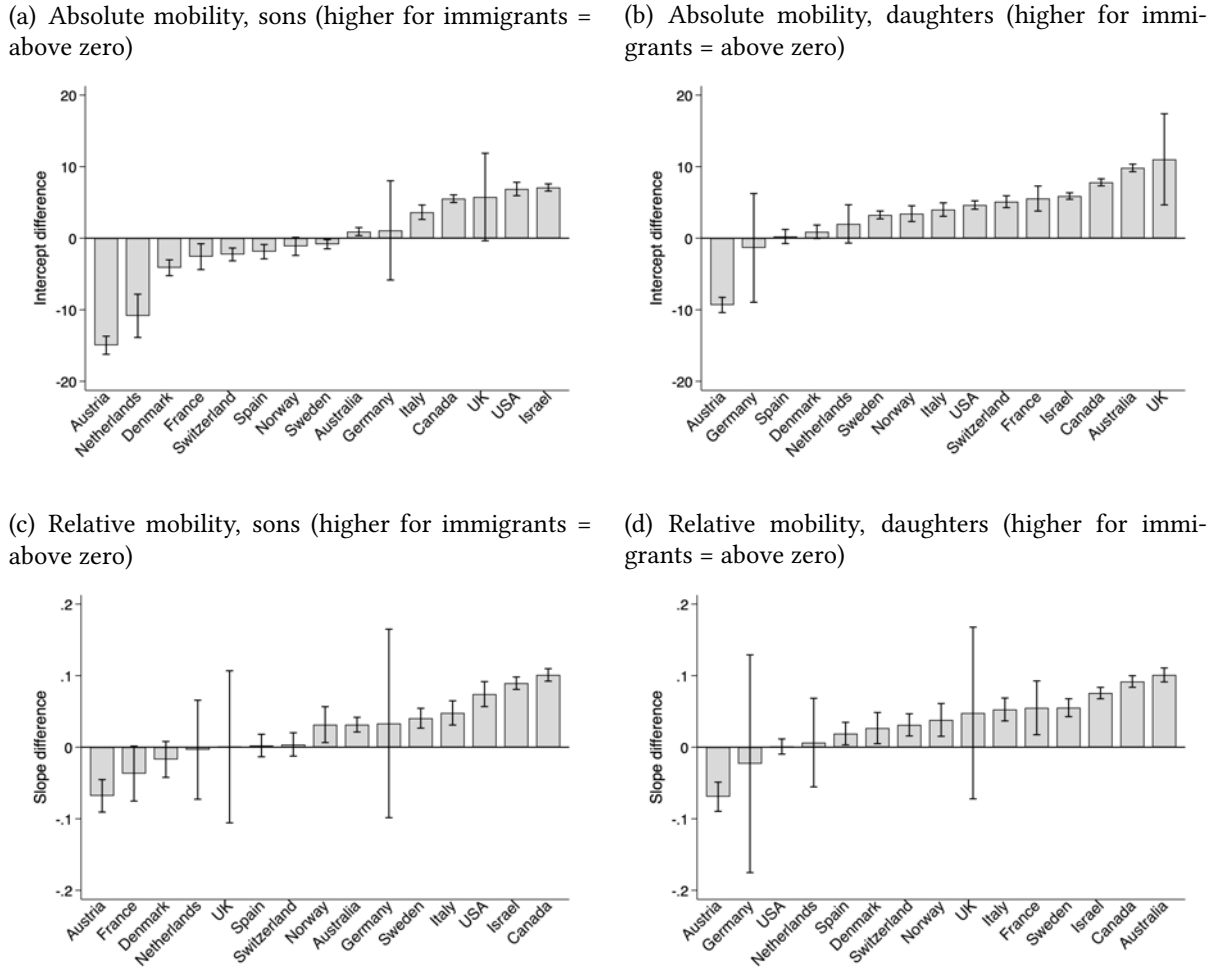 (a) Absolute mobility, sons (higher for immigrants =
above zero)
20
10
0
-10
-20
Intercept difference
Austria
Netherlands
Denmark
France
Switzerland
Spain
Norway
Sweden
Australia
Germany
Italy
Canada
UK
USA
Israel
(b) Absolute mobility, daughters (higher for immi-
grants = above zero)
20
10
0
-10
-20
Intercept difference
Austria
Germany
Spain
Denmark
Netherlands
Sweden
Norway
Italy
USA
Switzerland
France
Israel
Canada
Australia
UK
(c) Relative mobility, sons (higher for immigrants =
above zero)
.2
.1
0
-.1
-.2
Slope difference
Austria
France
Denmark
Netherlands
UK
Spain
Switzerland
Norway
Australia
Germany
Sweden
Italy
USA
Israel
Canada
(d) Relative mobility, daughters (higher for immi-
grants = above zero)
.2
.1
0
-.1
-.2
Slope difference
Austria
Germany
USA
Netherlands
Spain
Denmark
Switzerland
Norway
UK
Italy
France
Sweden
Israel
Canada
Australia